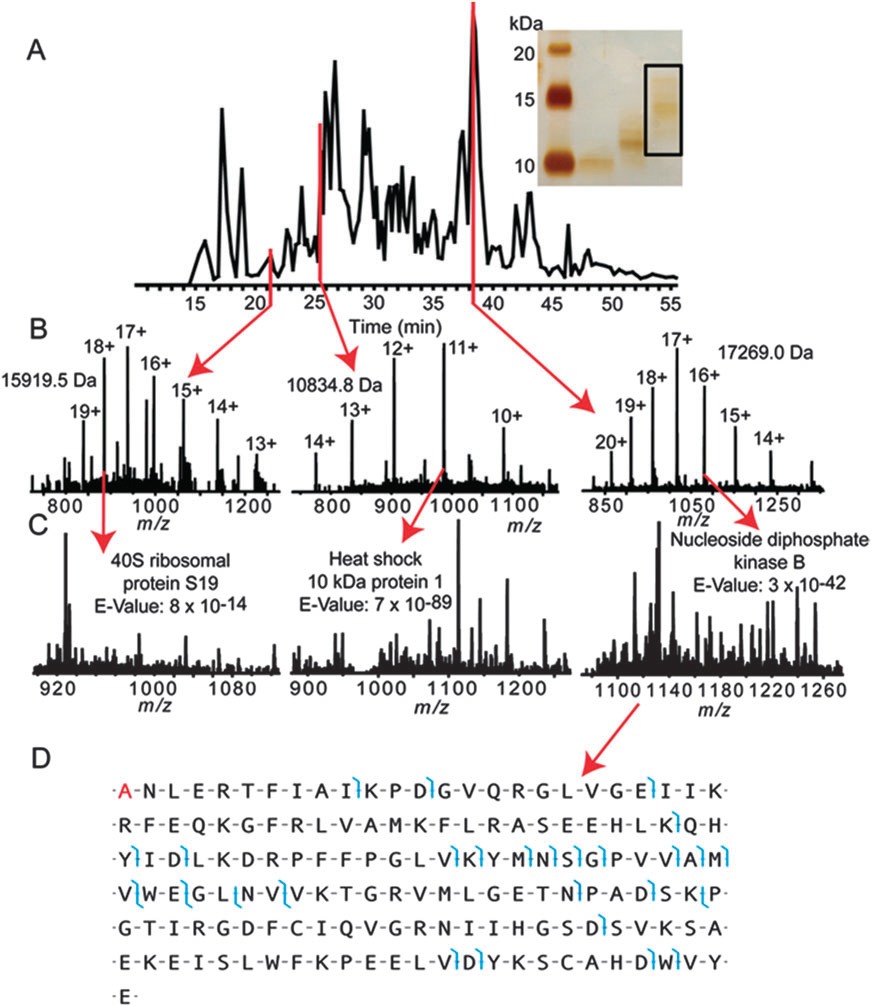 A
kDa
20
15
10
15 20 25 30 35 40 45 50 55
Time (min)
B
15919.5 Da
19+ 18+ 17+ 16+ 15+ 14+ 13+
800 1000 1200
m/z
10834.8 Da
14+ 13+ 12+ 11+ 10+
800 900 1000 1100
m/z
17269.0 Da
20+ 19+ 18+ 17+ 16+ 15+ 14+
850 1050 1250
m/z
C
40S ribosomal
protein S19
E-Value: 8 x 10-14
920 1000 1080
m/z
Heat shock
10 kDa protein 1
E-Value: 7 x 10-89
900 1000 1100 1200
m/z
Nucleoside diphosphate
kinase B
E-Value: 3 x 10-42
1100 1140 1180 1220 1260
m/z
D
A-N-L-E-R-T-F-I-A-I-K-P-D-G-V-Q-R-G-L-V-G-E-I-I-K-
R-F-E-Q-K-G-F-R-L-V-A-M-K-F-L-R-A-S-E-E-H-L-K-Q-H-
Y-I-D-L-K-D-R-P-F-F-P-G-L-V-K-Y-M-N-S-G-P-V-V-A-M-
V-W-E-G-L-N-V-V-K-T-G-R-V-M-L-G-E-T-N-P-A-D-S-K-P-
G-T-I-R-G-D-F-C-I-Q-V-G-R-N-I-I-H-G-S-D-S-V-K-S-A-
E-K-E-I-S-L-W-F-K-P-E-E-L-V-D-Y-K-S-C-A-H-D-W-V-Y-
-E-